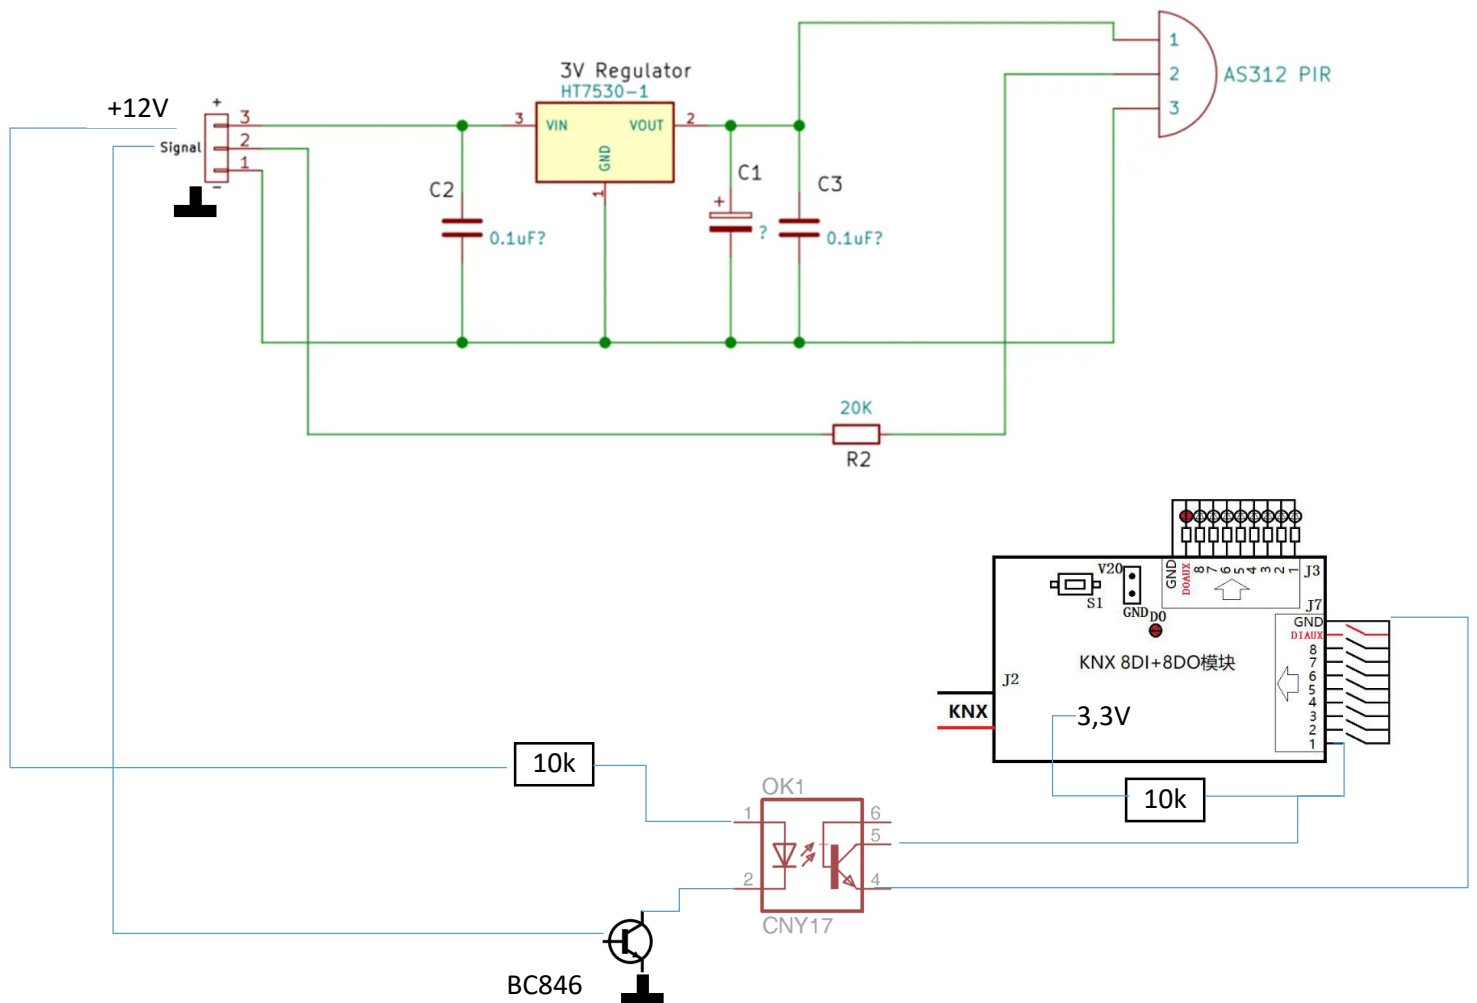 1
2
3
AS312 PIR
3V Regulator
HT7530-1
+12V
+
3
2
1
−
Signal
3
VIN
VOUT
2
GND
1
C2
0.1uF?
C1
+
?
C3
0.1uF?
20K
R2
GND
DOAUX
8
7
6
5
4
3
2
1
J3
V20
S1
GND
DO
J7
GND
DIAUX
8
7
6
5
4
3
2
1
KNX 8DI+8DO模块
J2
KNX
3,3V
10k
10k
OK1
1
6
5
2
4
CNY17
BC846